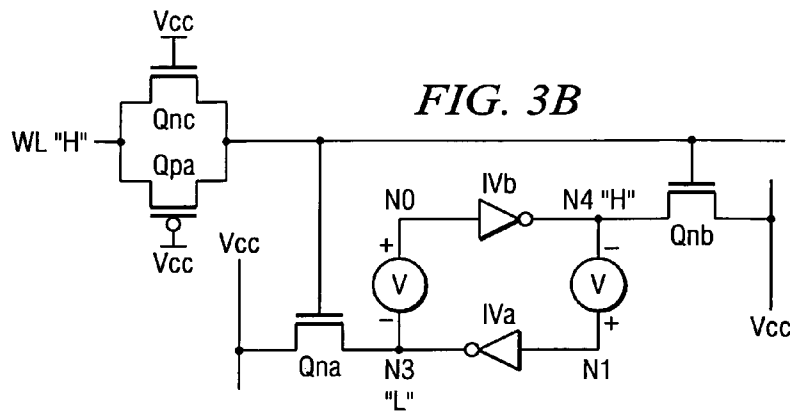 Vcc
FIG. 3B
Qnc
WL "H"
Qpa
IVb
N0
N4 "H"
Vcc
Vcc
Qnb
+
-
V
V
-
+
IVa
Vcc
Qna
N3
N1
"L"